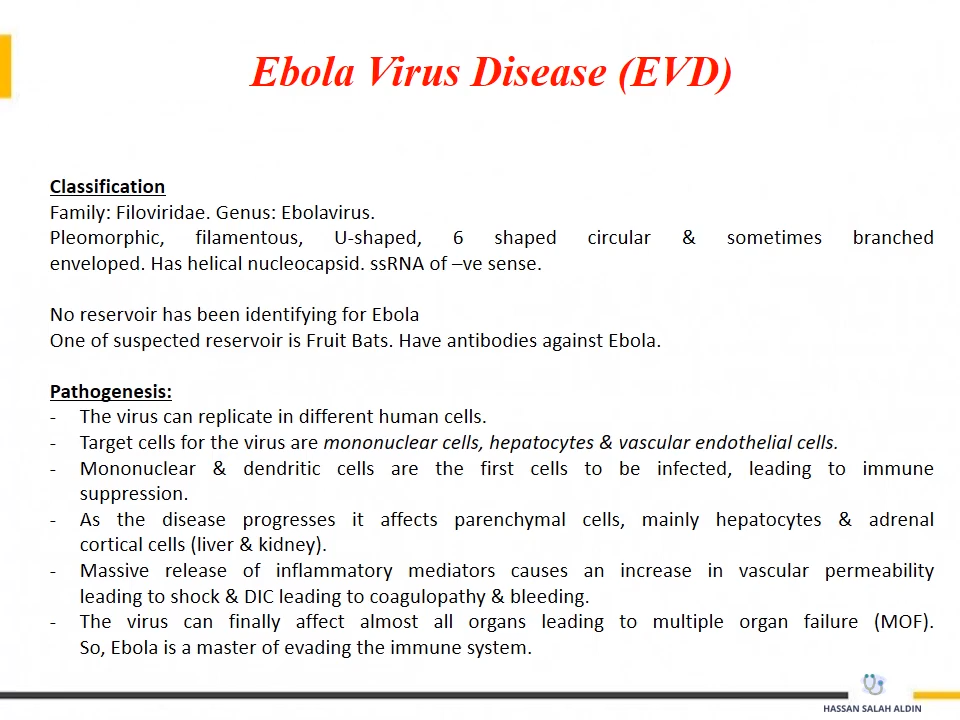 Ebola Virus Disease (EVD)
Classification
Family: Filoviridae. Genus: Ebolavirus.
Pleomorphic, filamentous, U-shaped, 6 shaped circular & sometimes branched
enveloped. Has helical nucleocapsid. ssRNA of –ve sense.
No reservoir has been identifying for Ebola
One of suspected reservoir is Fruit Bats. Have antibodies against Ebola.
Pathogenesis:
- The virus can replicate in different human cells.
- Target cells for the virus are mononuclear cells, hepatocytes & vascular endothelial cells.
- Mononuclear & dendritic cells are the first cells to be infected, leading to immune
suppression.
- As the disease progresses it affects parenchymal cells, mainly hepatocytes & adrenal
cortical cells (liver & kidney).
- Massive release of inflammatory mediators causes an increase in vascular permeability
leading to shock & DIC leading to coagulopathy & bleeding.
- The virus can finally affect almost all organs leading to multiple organ failure (MOF).
So, Ebola is a master of evading the immune system.
HASSAN SALAH ALDIN